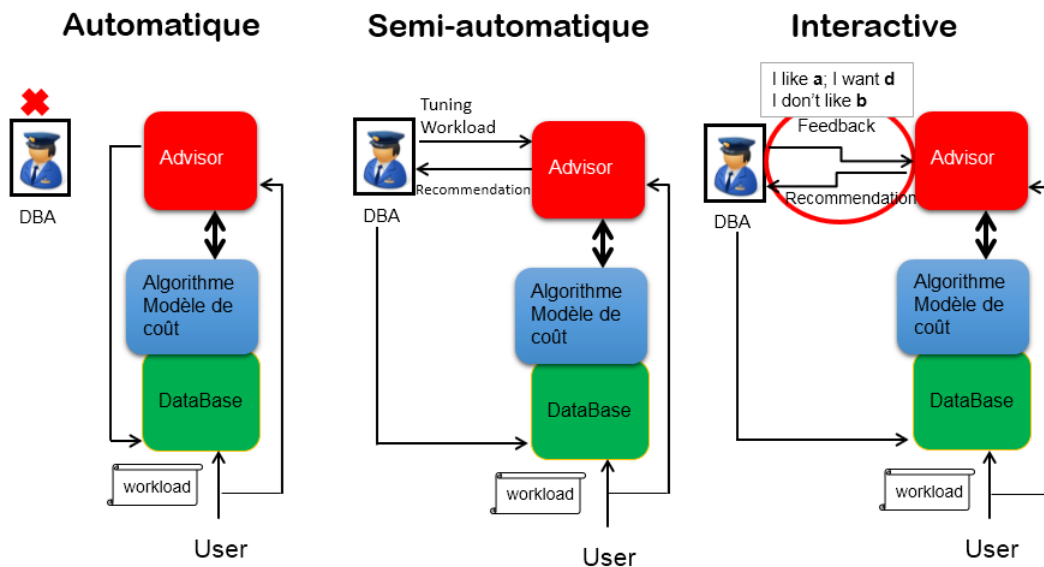 Automatique
DBA
Advisor
Algorithme
Modèle de
coût
DataBase
workload
User
Semi-automatique
Tuning
Workload
Recommendation
DBA
Advisor
Algorithme
Modèle de
coût
DataBase
workload
User
Interactive
I like a; I want d
I don't like b
Feedback
Recommendation
DBA
Advisor
Algorithme
Modèle de
coût
DataBase
workload
User